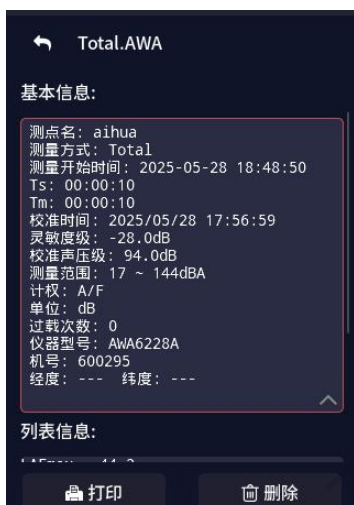 Total.AWA
基本信息:
测点名: aihua
测量方式: Total
测量开始时间: 2025-05-28 18:48:50
Ts: 00:00:10
Tm: 00:00:10
校准时间: 2025/05/28 17:56:59
灵敏度级: -28.0dB
校准声压级: 94.0dB
测量范围: 17 ~ 144dBA
计权: A/F
单位: dB
过载次数: 0
仪器型号: AWA6228A
机号: 600295
经度: --- 纬度: ---
列表信息:
打印 删除